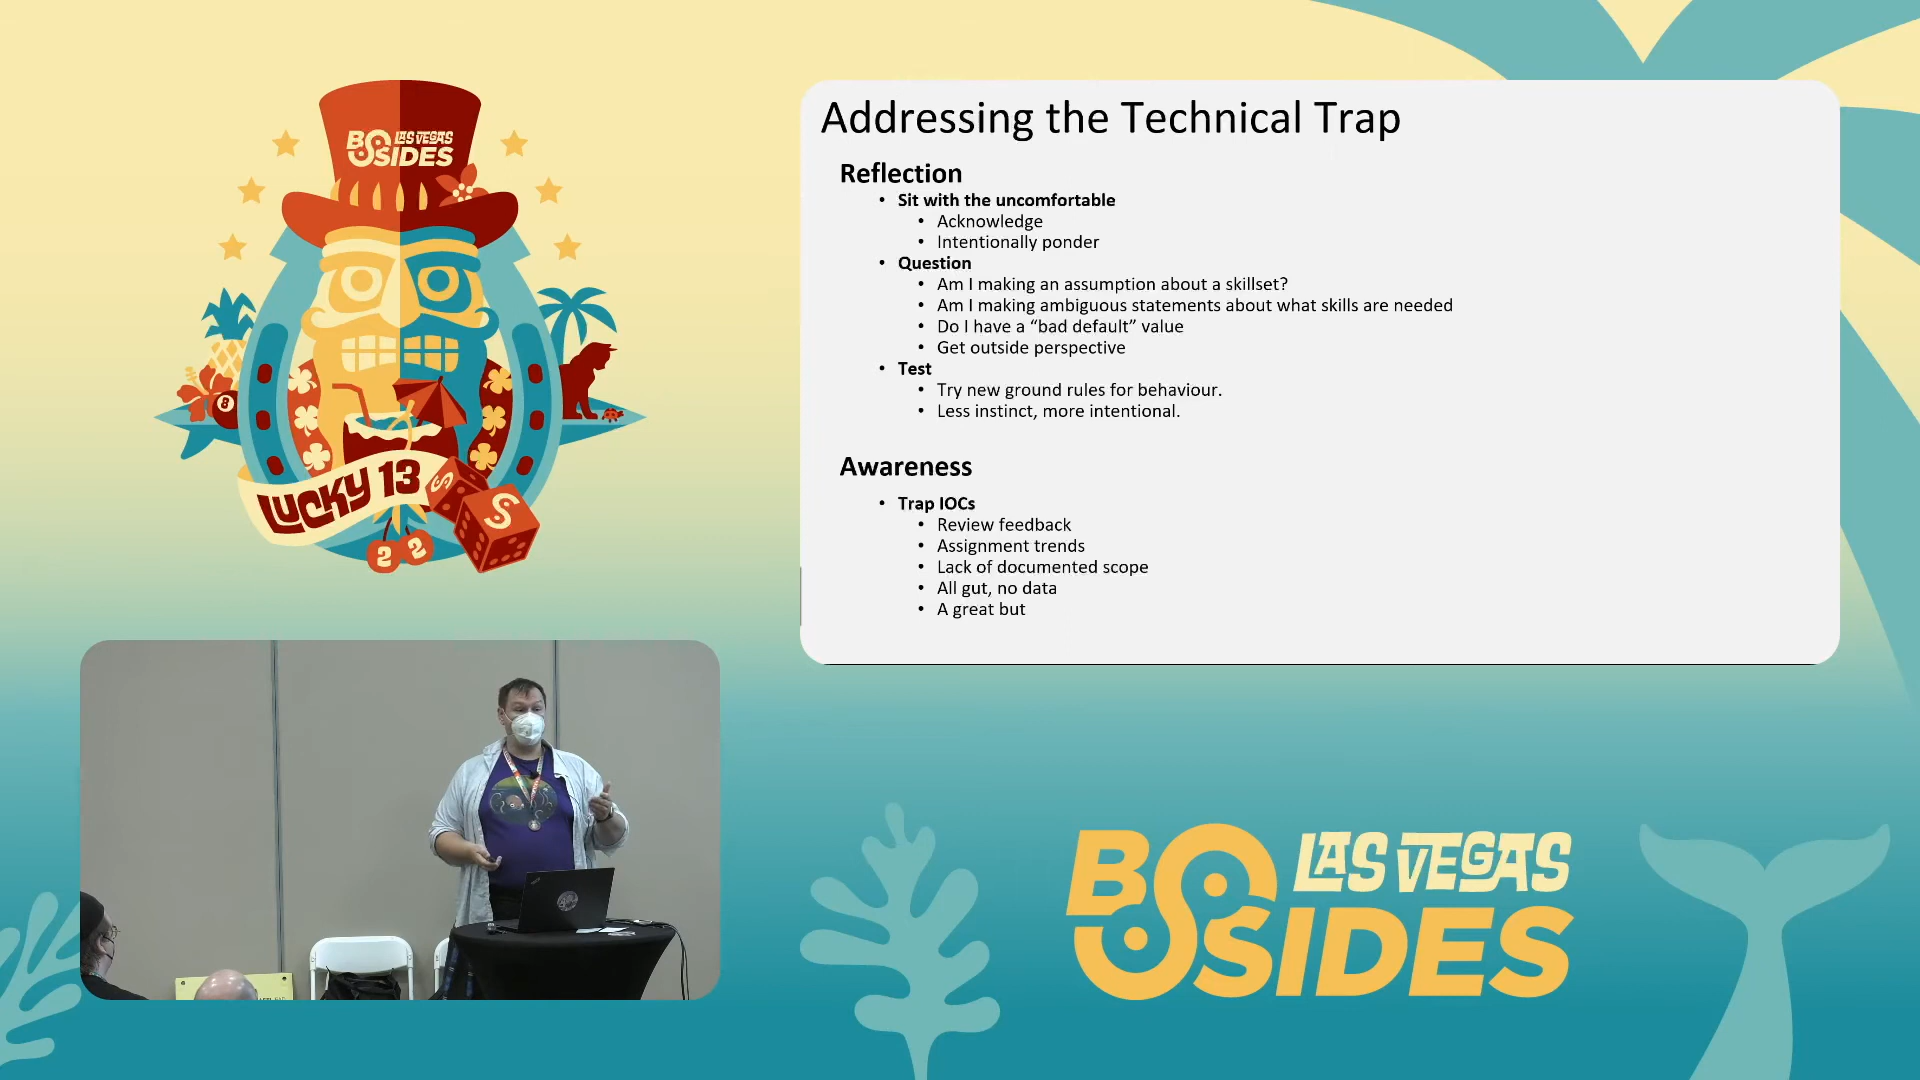 BSIDES
LAS VEGAS
8
LUCKY 13
S
S
2 2
Addressing the Technical Trap
Reflection
• Sit with the uncomfortable
• Acknowledge
• Intentionally ponder
• Question
• Am I making an assumption about a skillset?
• Am I making ambiguous statements about what skills are needed
• Do I have a “bad default” value
• Get outside perspective
• Test
• Try new ground rules for behaviour.
• Less instinct, more intentional.
Awareness
• Trap IOCs
• Review feedback
• Assignment trends
• Lack of documented scope
• All gut, no data
• A great but
BSIDES
LAS VEGAS